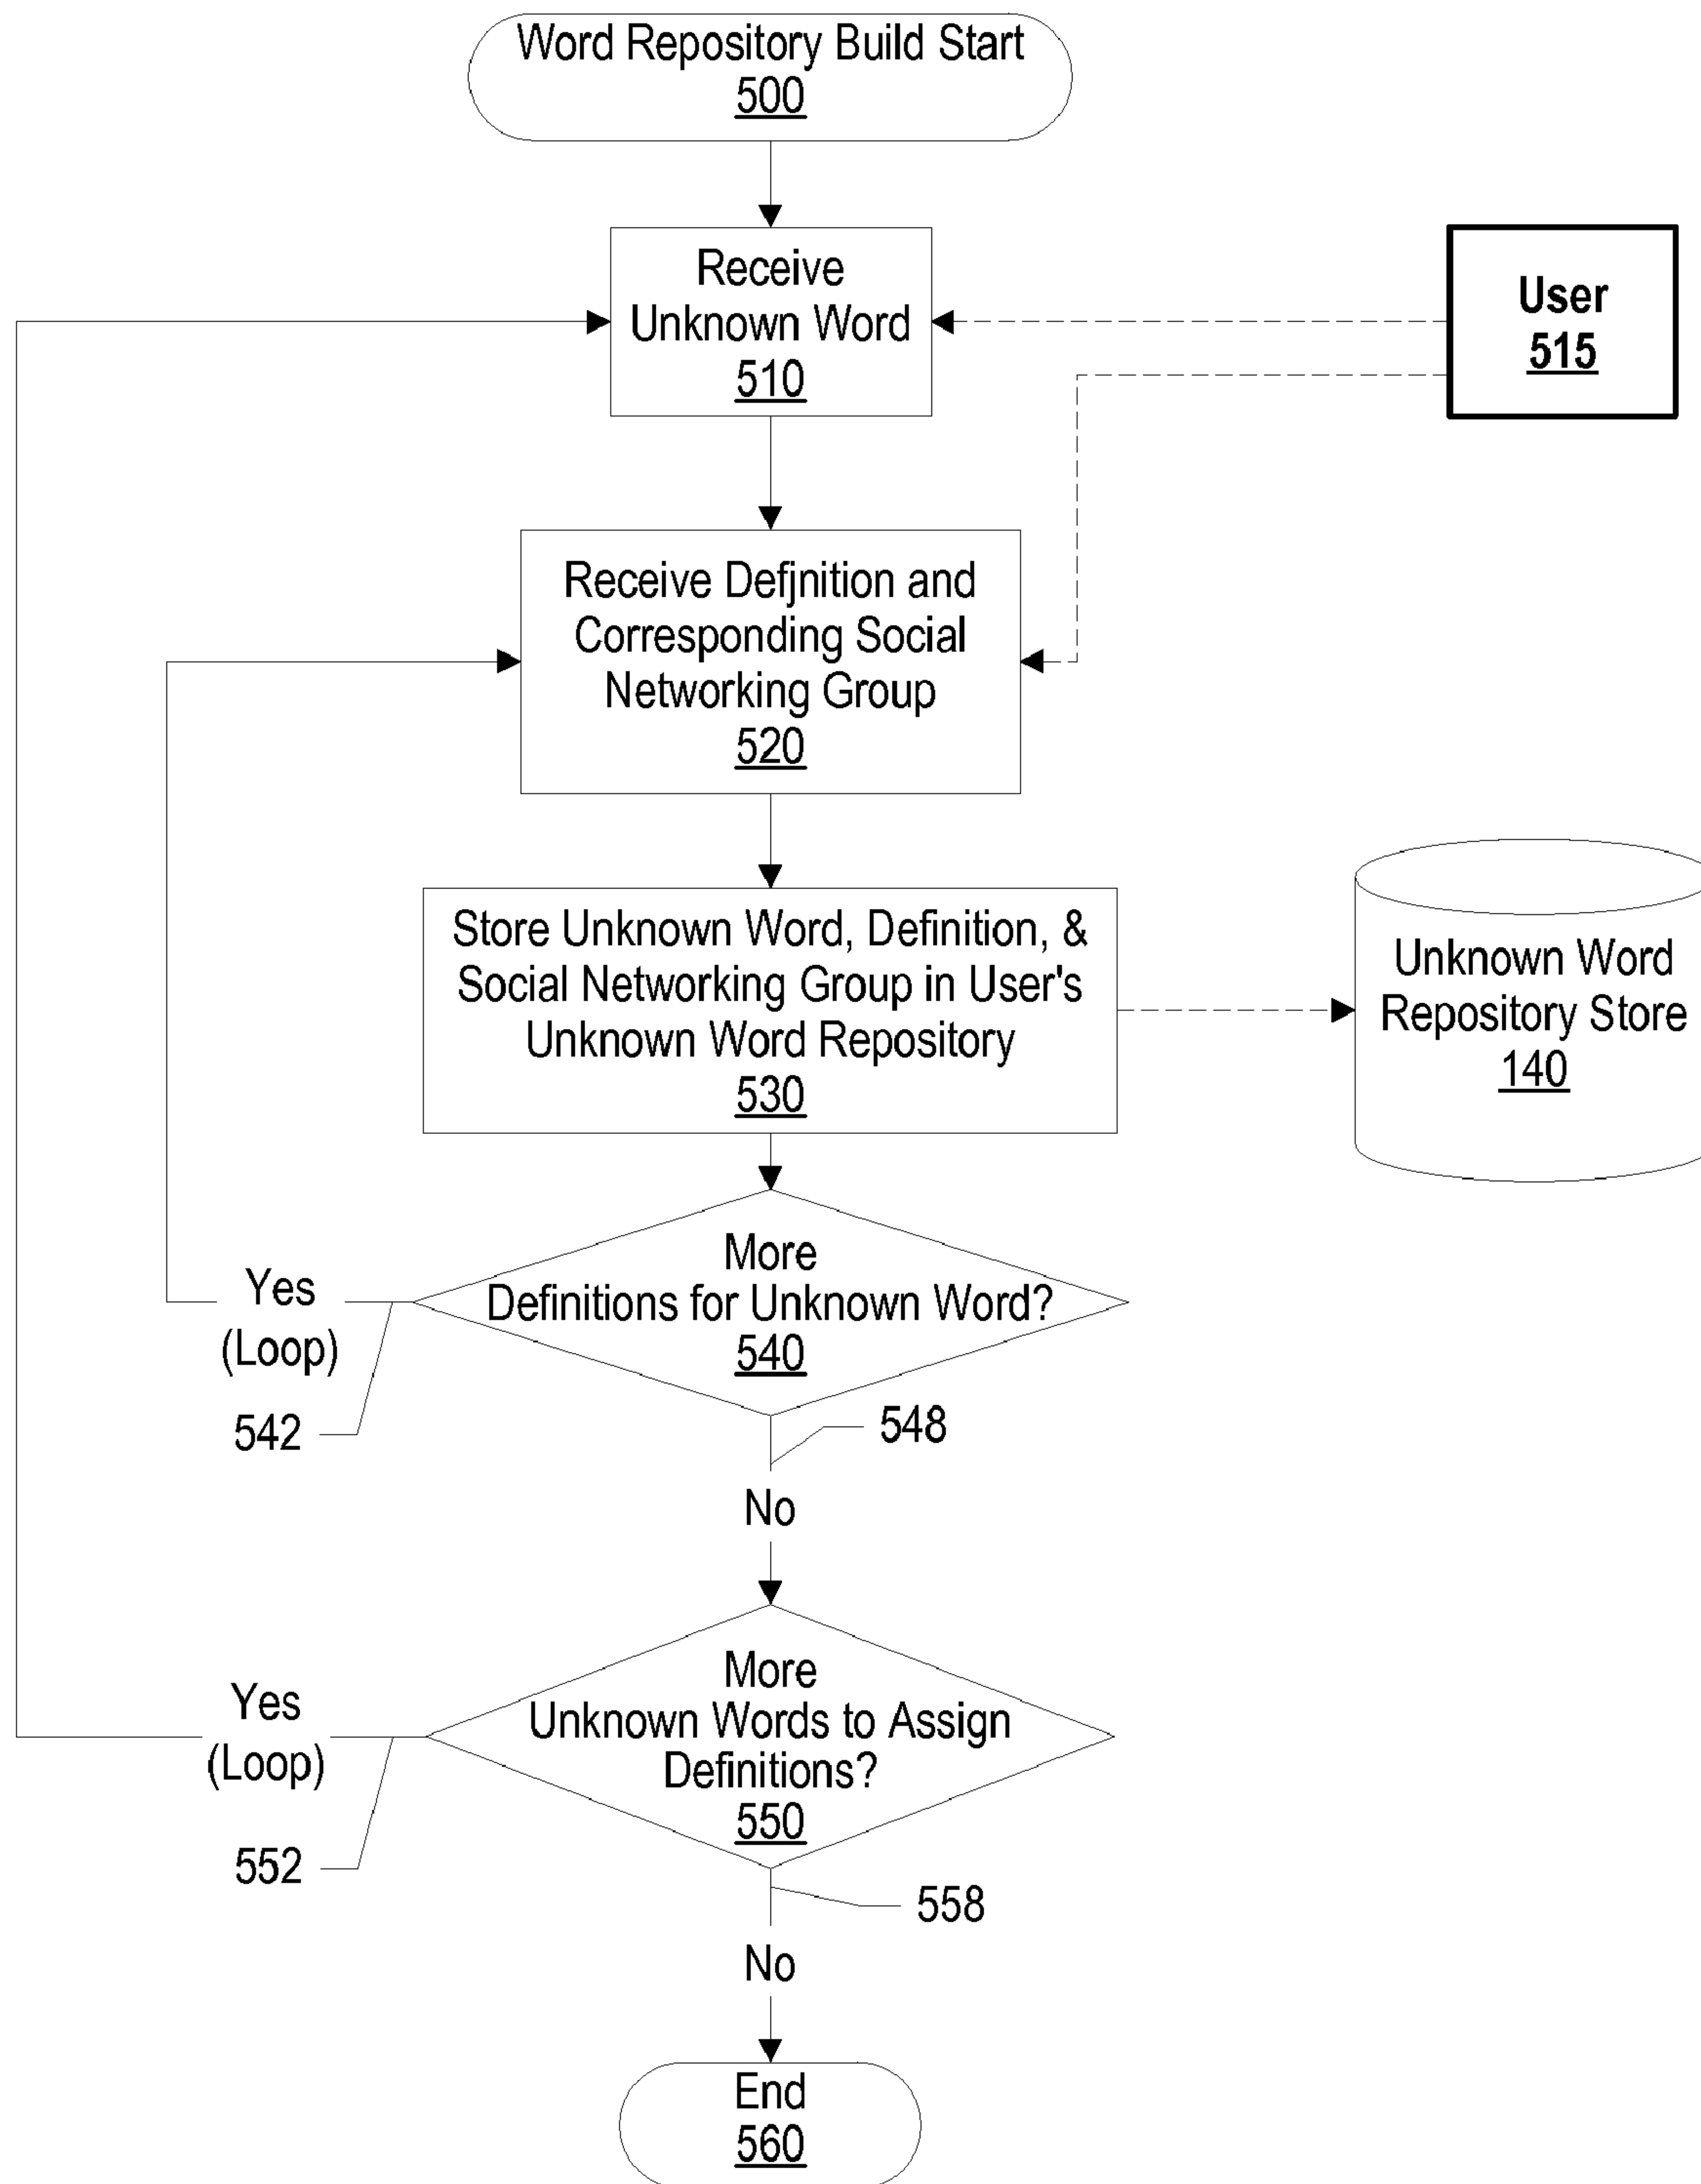 Word Repository Build Start
500
Receive
Unknown Word
510
User
515
Receive Defjnition and
Corresponding Social
Networking Group
520
Store Unknown Word, Definition, &
Social Networking Group in User's
Unknown Word Repository
530
Unknown Word
Repository Store
140
More
Definitions for Unknown Word?
540
Yes
(Loop)
542
548
No
More
Unknown Words to Assign
Definitions?
550
Yes
(Loop)
552
558
No
End
560